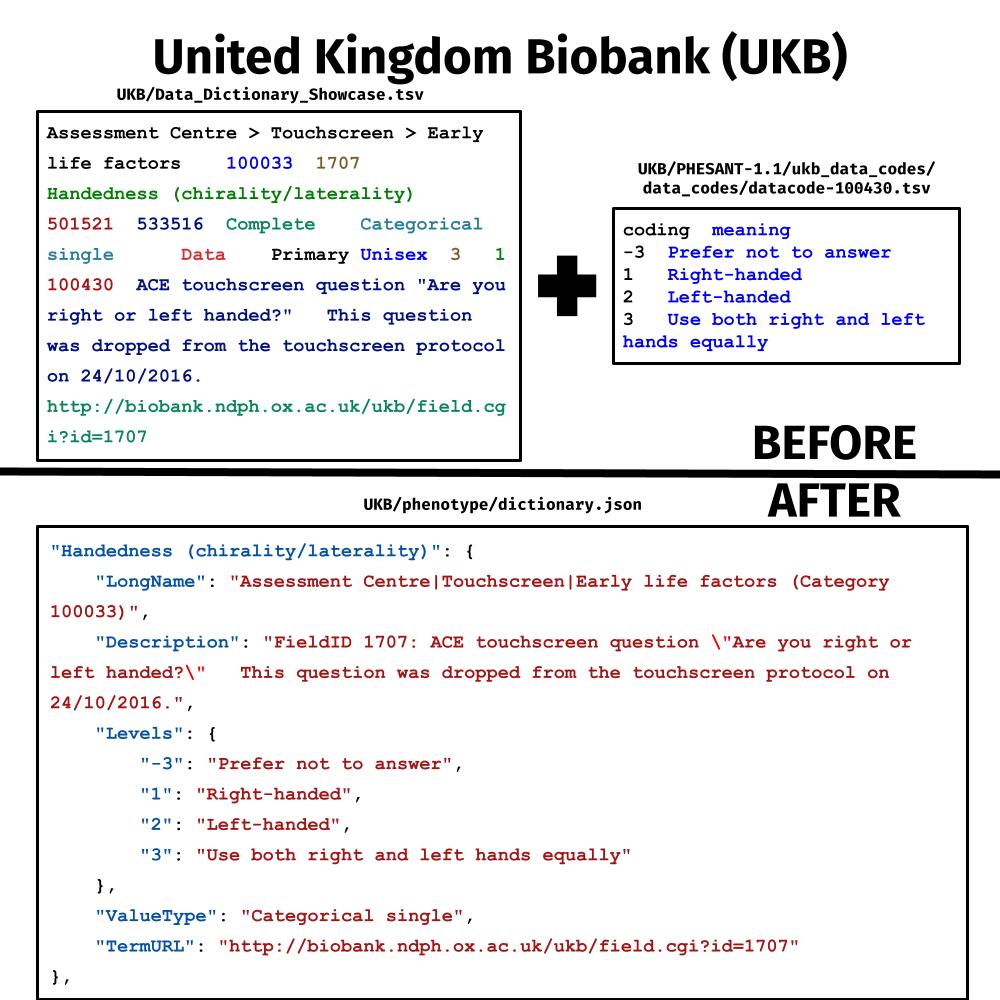 United Kingdom Biobank (UKB)
UKB/Data_Dictionary_Showcase.tsv
Assessment Centre > Touchscreen > Early
life factors    100033  1707
Handedness (chirality/laterality)
501521  533516  Complete    Categorical
single      Data    Primary Unisex  3   1
100430  ACE touchscreen question "Are you
right or left handed?"   This question
was dropped from the touchscreen protocol
on 24/10/2016.
http://biobank.ndph.ox.ac.uk/ukb/field.cg
i?id=1707
UKB/PHESANT-1.1/ukb_data_codes/
data_codes/datacode-100430.tsv
coding  meaning
-3  Prefer not to answer
1   Right-handed
2   Left-handed
3   Use both right and left
hands equally
BEFORE
AFTER
UKB/phenotype/dictionary.json
"Handedness (chirality/laterality)": {
    "LongName": "Assessment Centre|Touchscreen|Early life factors (Category
100033)",
    "Description": "FieldID 1707: ACE touchscreen question \"Are you right or
left handed?\"   This question was dropped from the touchscreen protocol on
24/10/2016.",
    "Levels": {
        "-3": "Prefer not to answer",
        "1": "Right-handed",
        "2": "Left-handed",
        "3": "Use both right and left hands equally"
    },
    "ValueType": "Categorical single",
    "TermURL": "http://biobank.ndph.ox.ac.uk/ukb/field.cgi?id=1707"
},